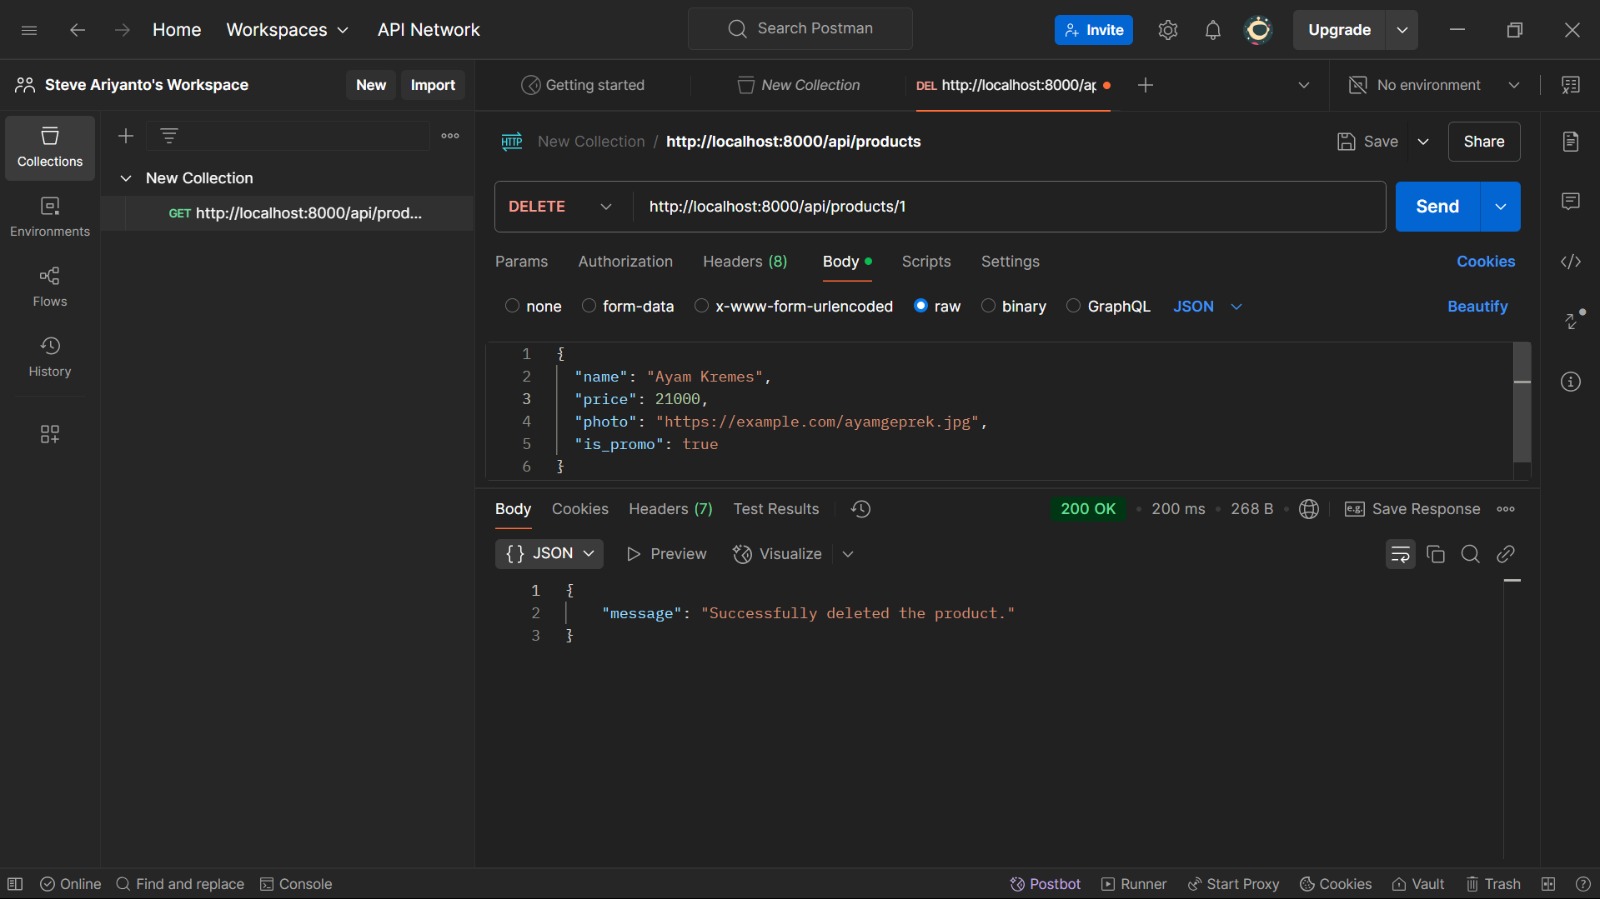 Home Workspaces API Network Search Postman Invite Upgrade
Steve Ariyanto's Workspace New Import Getting started New Collection DEL http://localhost:8000/ap No environment
Collections
Environments
Flows
History
New Collection
GET http://localhost:8000/api/prod...
HTTP New Collection / http://localhost:8000/api/products Save Share
DELETE http://localhost:8000/api/products/1 Send
Params Authorization Headers (8) Body Scripts Settings Cookies
none form-data x-www-form-urlencoded raw binary GraphQL JSON Beautify
1 {
2 "name": "Ayam Kremes",
3 "price": 21000,
4 "photo": "https://example.com/ayamgeprek.jpg",
5 "is_promo": true
6 }
Body Cookies Headers (7) Test Results 200 OK • 200 ms • 268 B e.g. Save Response
{} JSON Preview Visualize
1 {
2 "message": "Successfully deleted the product."
3 }
Online Find and replace Console Postbot Runner Start Proxy Cookies Vault Trash